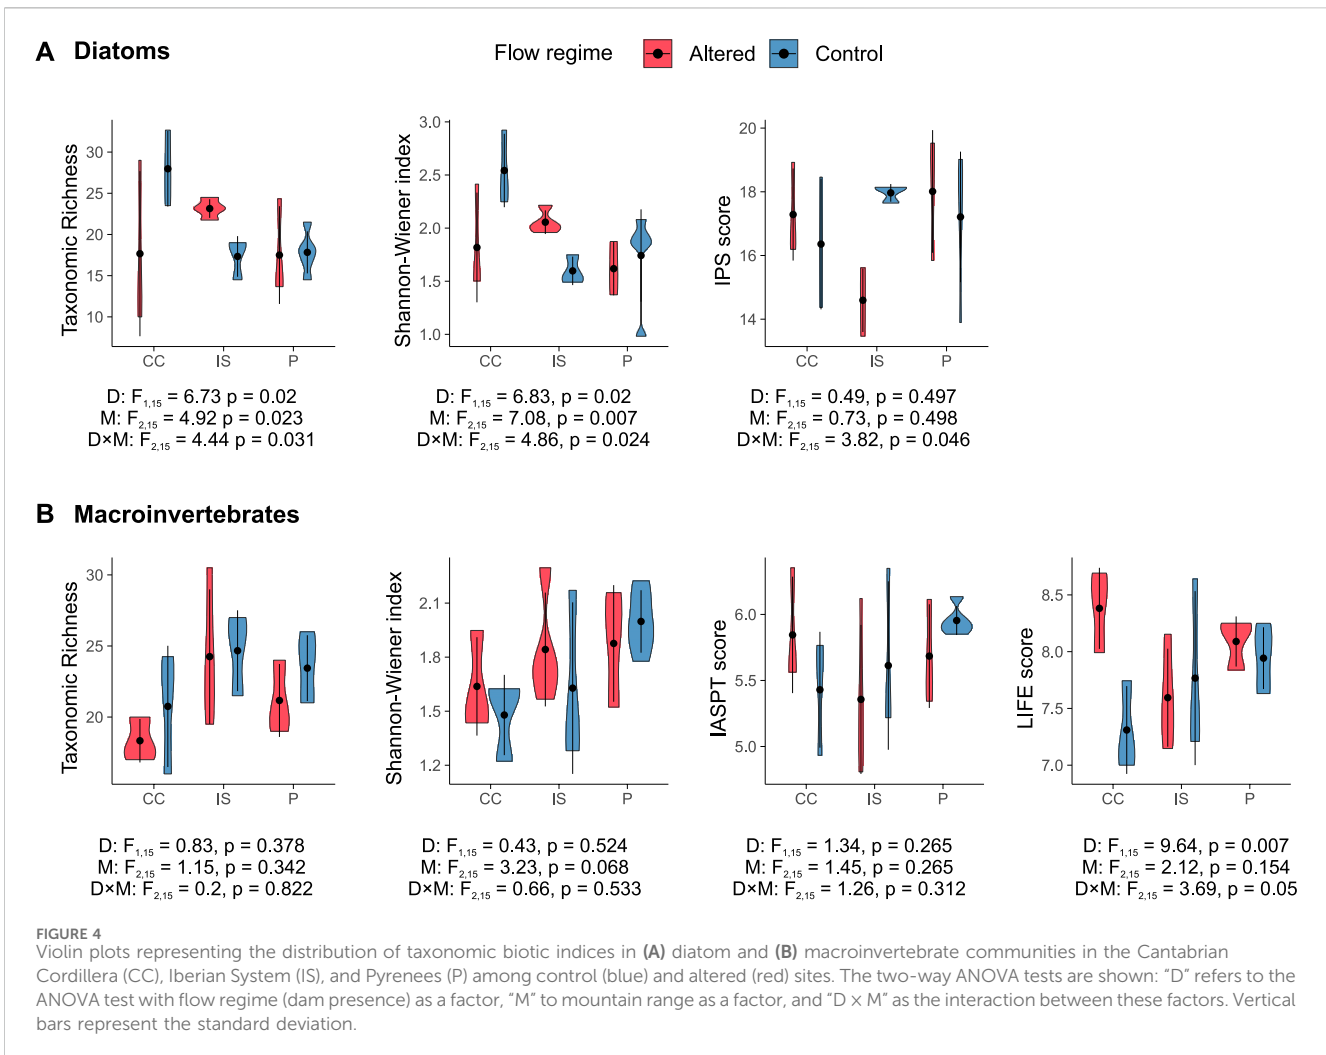 A Diatoms
Flow regime Altered Control
Taxonomic Richness
30
25
20
15
10
CC IS P
D: F1,15 = 6.73 p = 0.02
M: F2,15 = 4.92 p = 0.023
D×M: F2,15 = 4.44 p = 0.031
Shannon-Wiener index
3.0
2.5
2.0
1.5
1.0
CC IS P
D: F1,15 = 6.83, p = 0.02
M: F2,15 = 7.08, p = 0.007
D×M: F2,15 = 4.86, p = 0.024
IPS score
20
18
16
14
CC IS P
D: F1,15 = 0.49, p = 0.497
M: F2,15 = 0.73, p = 0.498
D×M: F2,15 = 3.82, p = 0.046
B Macroinvertebrates
Taxonomic Richness
30
25
20
CC IS P
D: F1,15 = 0.83, p = 0.378
M: F2,15 = 1.15, p = 0.342
D×M: F2,15 = 0.2, p = 0.822
Shannon-Wiener index
2.1
1.8
1.5
1.2
CC IS P
D: F1,15 = 0.43, p = 0.524
M: F2,15 = 3.23, p = 0.068
D×M: F2,15 = 0.66, p = 0.533
IASPT score
6.0
5.5
5.0
CC IS P
D: F1,15 = 1.34, p = 0.265
M: F2,15 = 1.45, p = 0.265
D×M: F2,15 = 1.26, p = 0.312
LIFE score
8.5
8.0
7.5
7.0
CC IS P
D: F1,15 = 9.64, p = 0.007
M: F2,15 = 2.12, p = 0.154
D×M: F2,15 = 3.69, p = 0.05
FIGURE 4
Violin plots representing the distribution of taxonomic biotic indices in (A) diatom and (B) macroinvertebrate communities in the Cantabrian
Cordillera (CC), Iberian System (IS), and Pyrenees (P) among control (blue) and altered (red) sites. The two-way ANOVA tests are shown: "D" refers to the
ANOVA test with flow regime (dam presence) as a factor, "M" to mountain range as a factor, and "D × M" as the interaction between these factors. Vertical
bars represent the standard deviation.